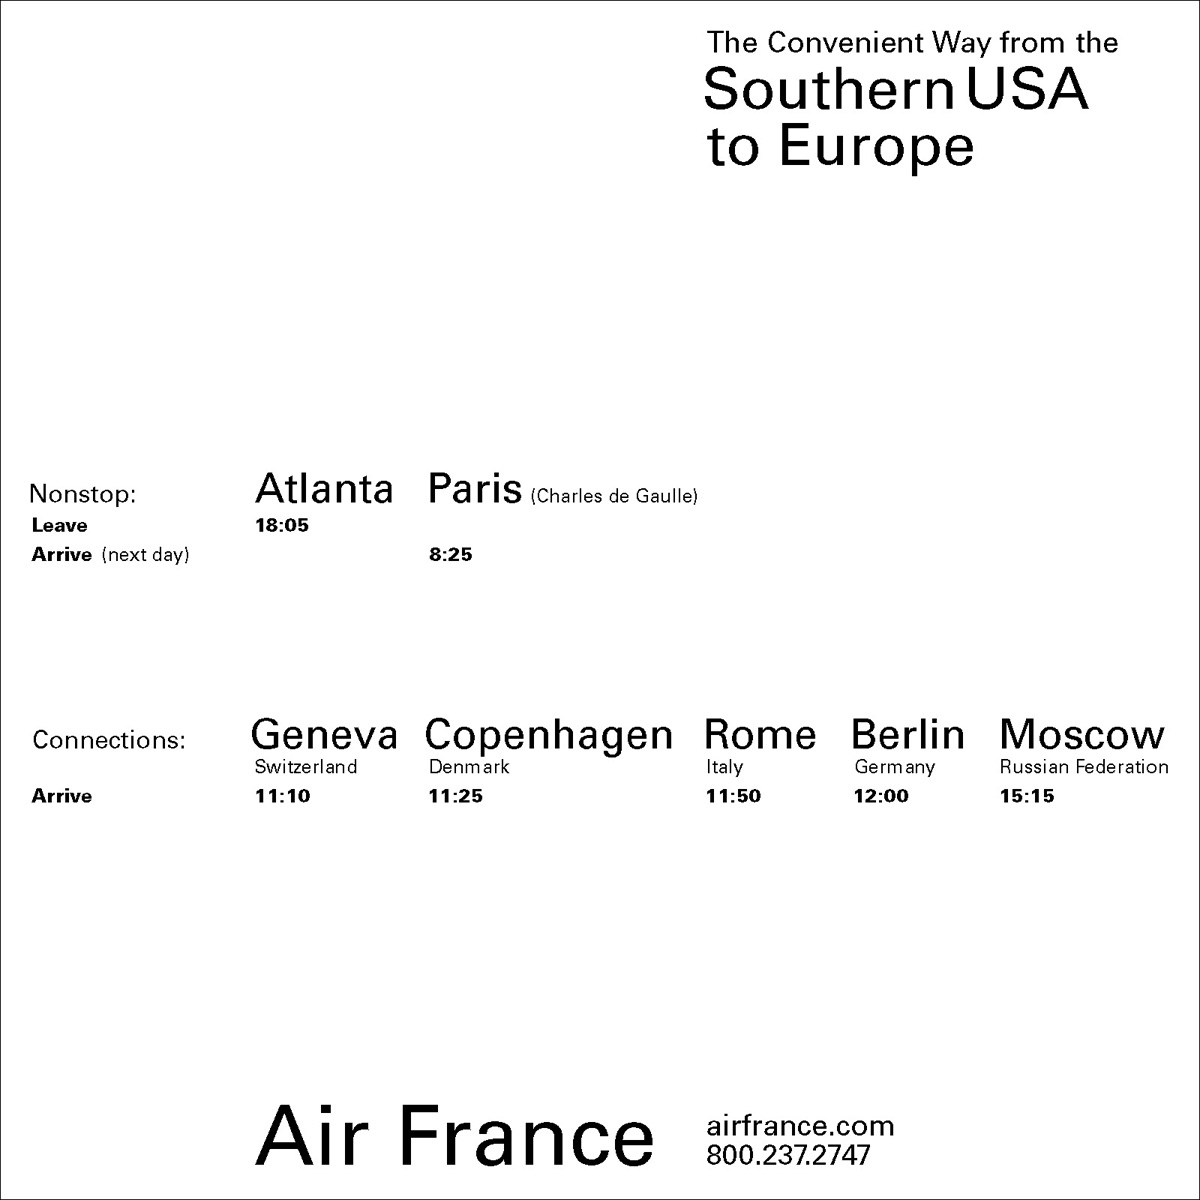 The Convenient Way from the
Southern USA
to Europe
Nonstop: Atlanta Paris (Charles de Gaulle)
Leave 18:05
Arrive (next day) 8:25
Connections: Geneva Copenhagen Rome Berlin Moscow
Switzerland Denmark Italy Germany Russian Federation
Arrive 11:10 11:25 11:50 12:00 15:15
Air France
airfrance.com
800.237.2747